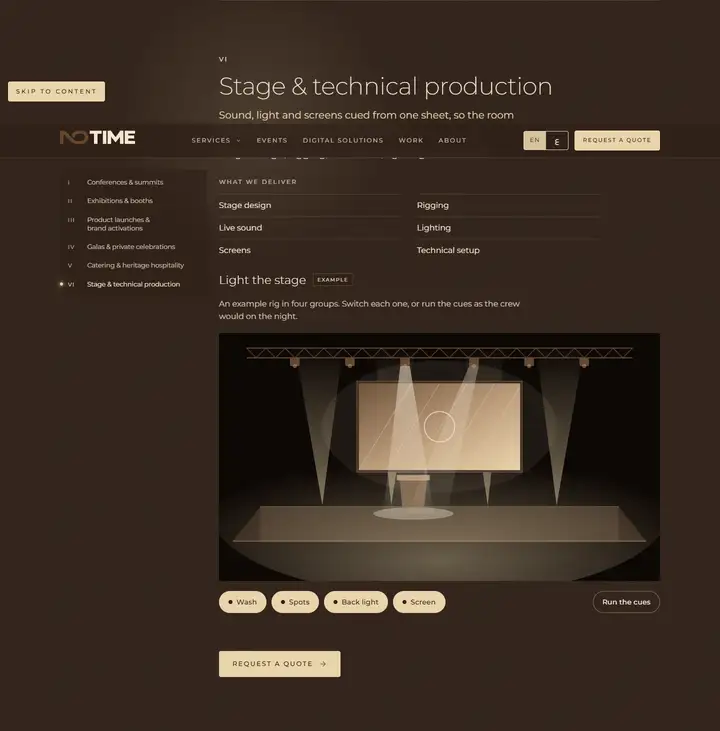 VI
Stage & technical production
SKIP TO CONTENT
Sound, light and screens cued from one sheet, so the room
NOTIME
SERVICES
EVENTS
DIGITAL SOLUTIONS
WORK
ABOUT
EN
ع
REQUEST A QUOTE
I Conferences & summits
II Exhibitions & booths
III Product launches &
brand activations
IV Galas & private celebrations
V Catering & heritage hospitality
VI Stage & technical production
WHAT WE DELIVER
Stage design
Rigging
Live sound
Lighting
Screens
Technical setup
Light the stage
EXAMPLE
An example rig in four groups. Switch each one, or run the cues as the crew
would on the night.
Wash
Spots
Back light
Screen
Run the cues
REQUEST A QUOTE →